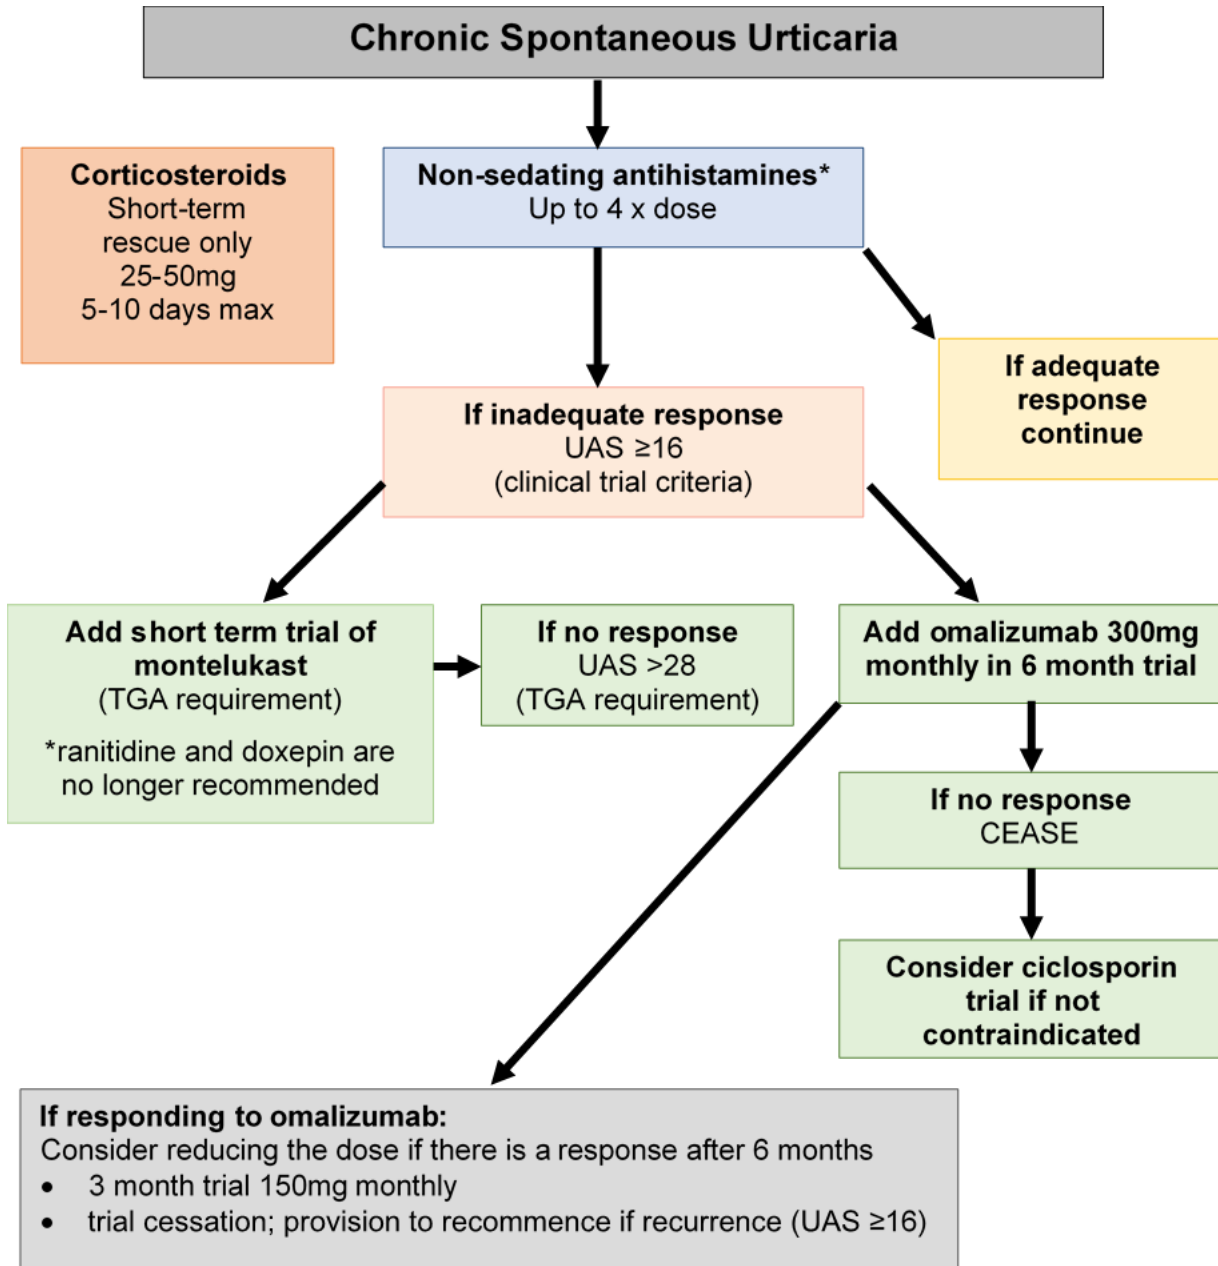 Chronic Spontaneous Urticaria
Corticosteroids
Short-term
rescue only
25-50mg
5-10 days max
Non-sedating antihistamines*
Up to 4 x dose
If adequate
response
continue
If inadequate response
UAS ≥16
(clinical trial criteria)
Add short term trial of
montelukast
(TGA requirement)
*ranitidine and doxepin are
no longer recommended
If no response
UAS >28
(TGA requirement)
Add omalizumab 300mg
monthly in 6 month trial
If no response
CEASE
Consider ciclosporin
trial if not
contraindicated
If responding to omalizumab:
Consider reducing the dose if there is a response after 6 months
• 3 month trial 150mg monthly
• trial cessation; provision to recommence if recurrence (UAS ≥16)